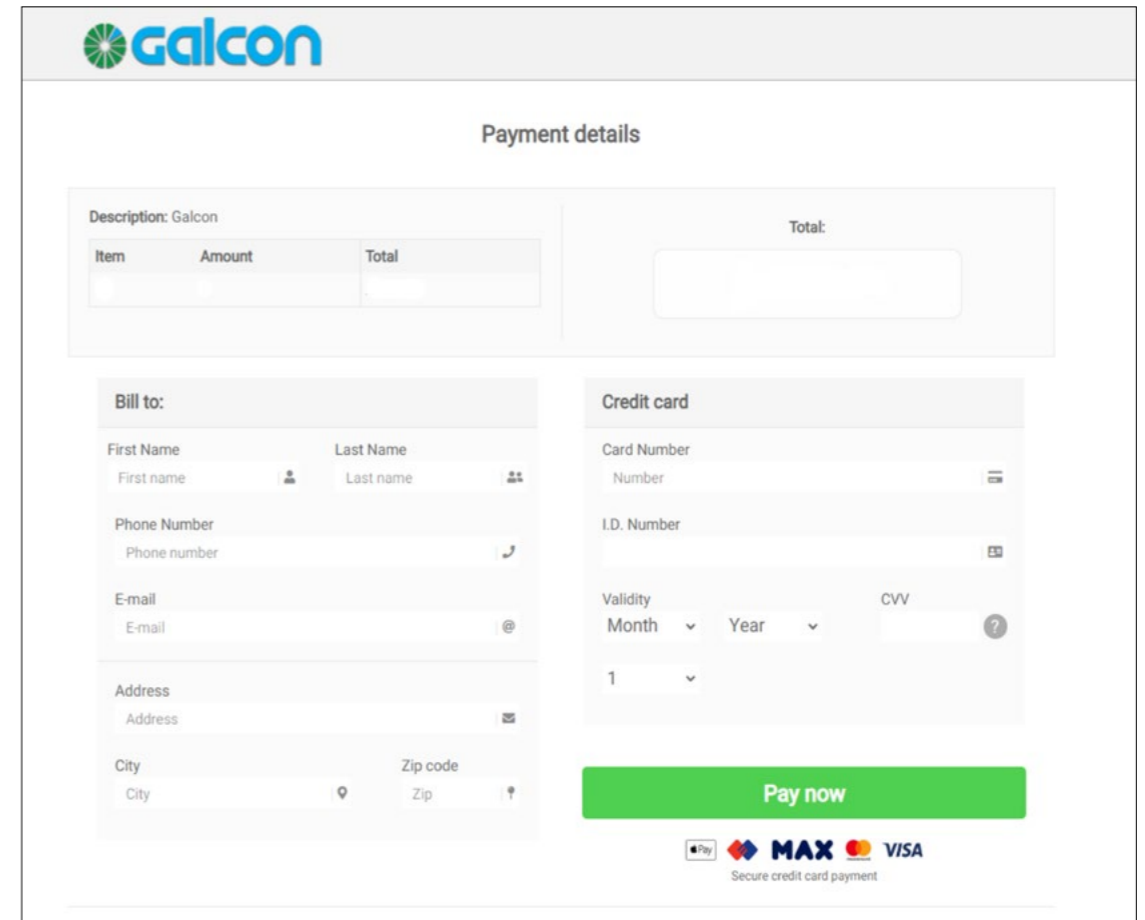 Galcon
Payment details
Description: Galcon
Total:
Item Amount Total
Bill to:
First Name Last Name
First name Last name
Phone Number
Phone number
E-mail
E-mail @
Address
Address
City Zip code
City Zip
Credit card
Card Number
Number
I.D. Number
Validity CVV
Month Year ?
1
Pay now
Pay MAX VISA
Secure credit card payment